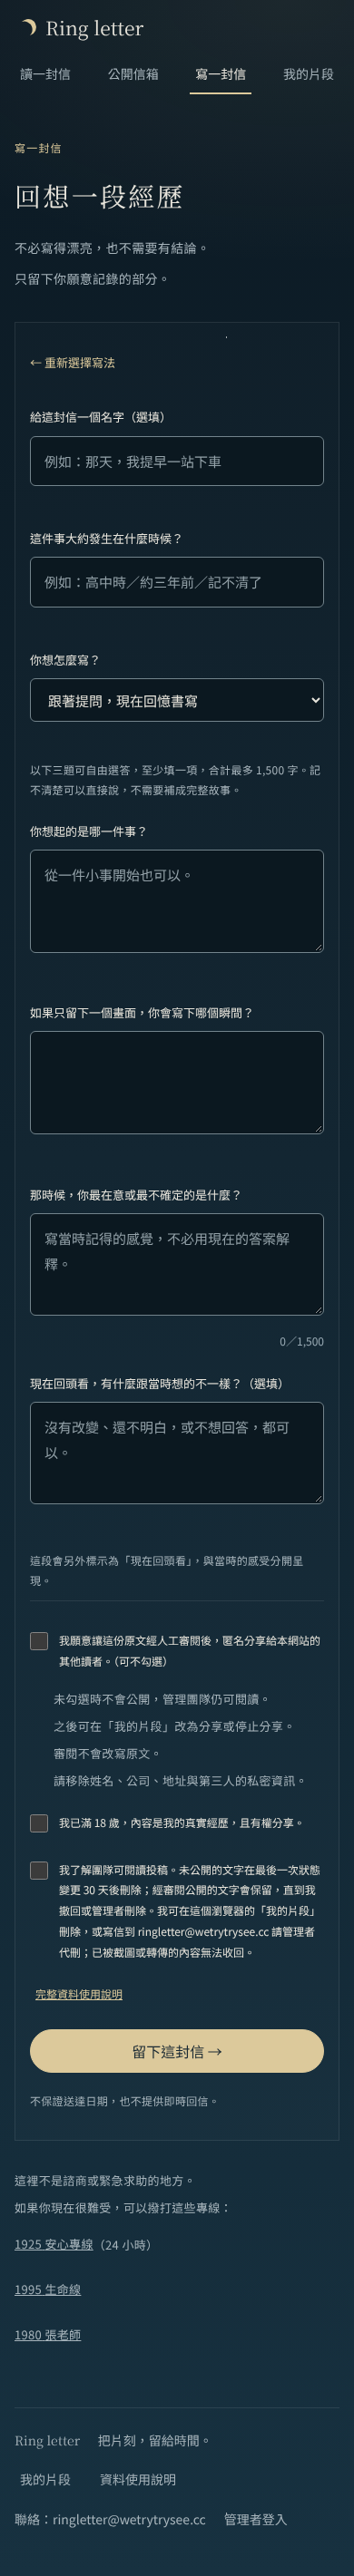 Ring letter
讀一封信 公開信箱 寫一封信 我的片段
寫一封信
回想一段經歷
不必寫得漂亮，也不需要有結論。
只留下你願意記錄的部分。
← 重新選擇寫法
給這封信一個名字（選填）
例如：那天，我提早一站下車
這件事大約發生在什麼時候？
例如：高中時／約三年前／記不清了
你想怎麼寫？
跟著提問，現在回憶書寫
以下三題可自由選答，至少填一項，合計最多 1,500 字。記
不清楚可以直接說，不需要補成完整故事。
你想起的是哪一件事？
從一件小事開始也可以。
如果只留下一個畫面，你會寫下哪個瞬間？
那時候，你最在意或最不確定的是什麼？
寫當時記得的感覺，不必用現在的答案解
釋。
0／1,500
現在回頭看，有什麼跟當時想的不一樣？（選填）
沒有改變、還不明白，或不想回答，都可
以。
這段會另外標示為「現在回頭看」，與當時的感受分開呈
現。
我願意讓這份原文經人工審閱後，匿名分享給本網站的
其他讀者。（可不勾選）
未勾選時不會公開，管理團隊仍可閱讀。
之後可在「我的片段」改為分享或停止分享。
審閱不會改寫原文。
請移除姓名、公司、地址與第三人的私密資訊。
我已滿 18 歲，內容是我的真實經歷，且有權分享。
我了解團隊可閱讀投稿。未公開的文字在最後一次狀態
變更 30 天後刪除；經審閱公開的文字會保留，直到我
撤回或管理者刪除。我可在這個瀏覽器的「我的片段」
刪除，或寫信到 ringletter@wetrytrysee.cc 請管理者
代刪；已被截圖或轉傳的內容無法收回。
完整資料使用說明
留下這封信 →
不保證送達日期，也不提供即時回信。
這裡不是諮商或緊急求助的地方。
如果你現在很難受，可以撥打這些專線：
1925 安心專線（24 小時）
1995 生命線
1980 張老師
Ring letter 把片刻，留給時間。
我的片段 資料使用說明
聯絡：ringletter@wetrytrysee.cc 管理者登入